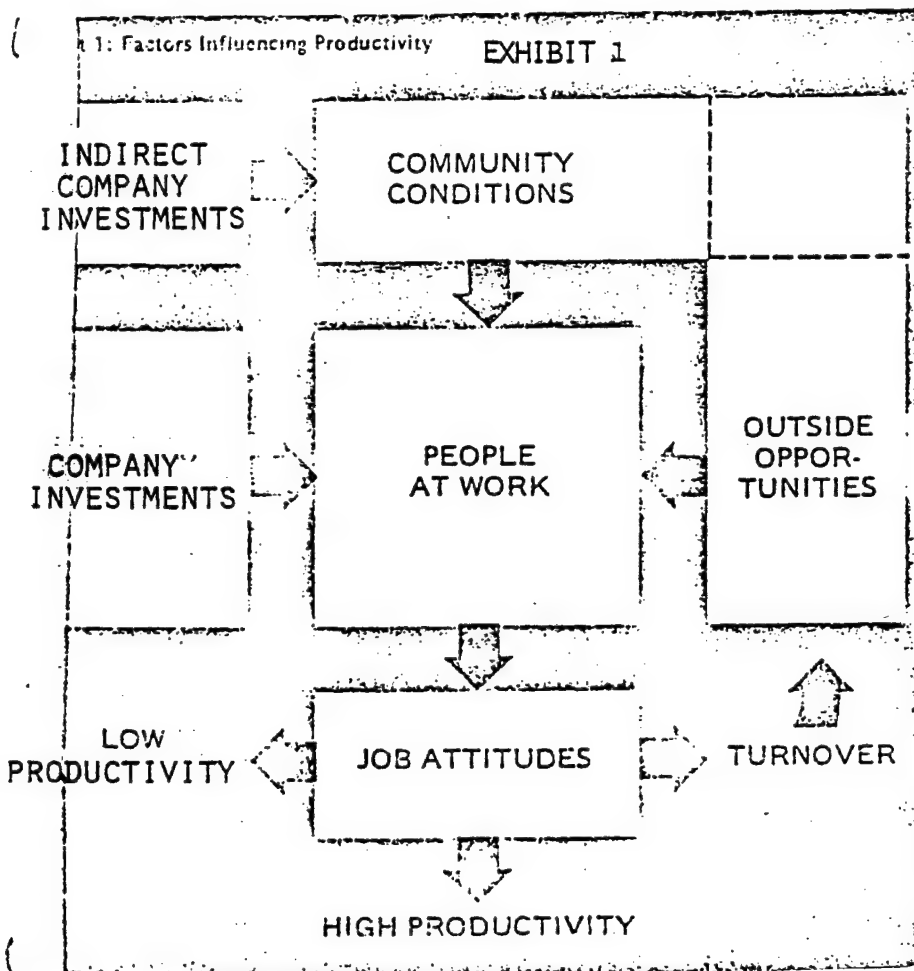 1: Factors Influencing Productivity
EXHIBIT 1
INDIRECT
COMPANY
INVESTMENTS
COMMUNITY
CONDITIONS
COMPANY
INVESTMENTS
PEOPLE
AT WORK
OUTSIDE
OPPOR-
TUNITIES
LOW
PRODUCTIVITY
JOB ATTITUDES
TURNOVER
HIGH PRODUCTIVITY